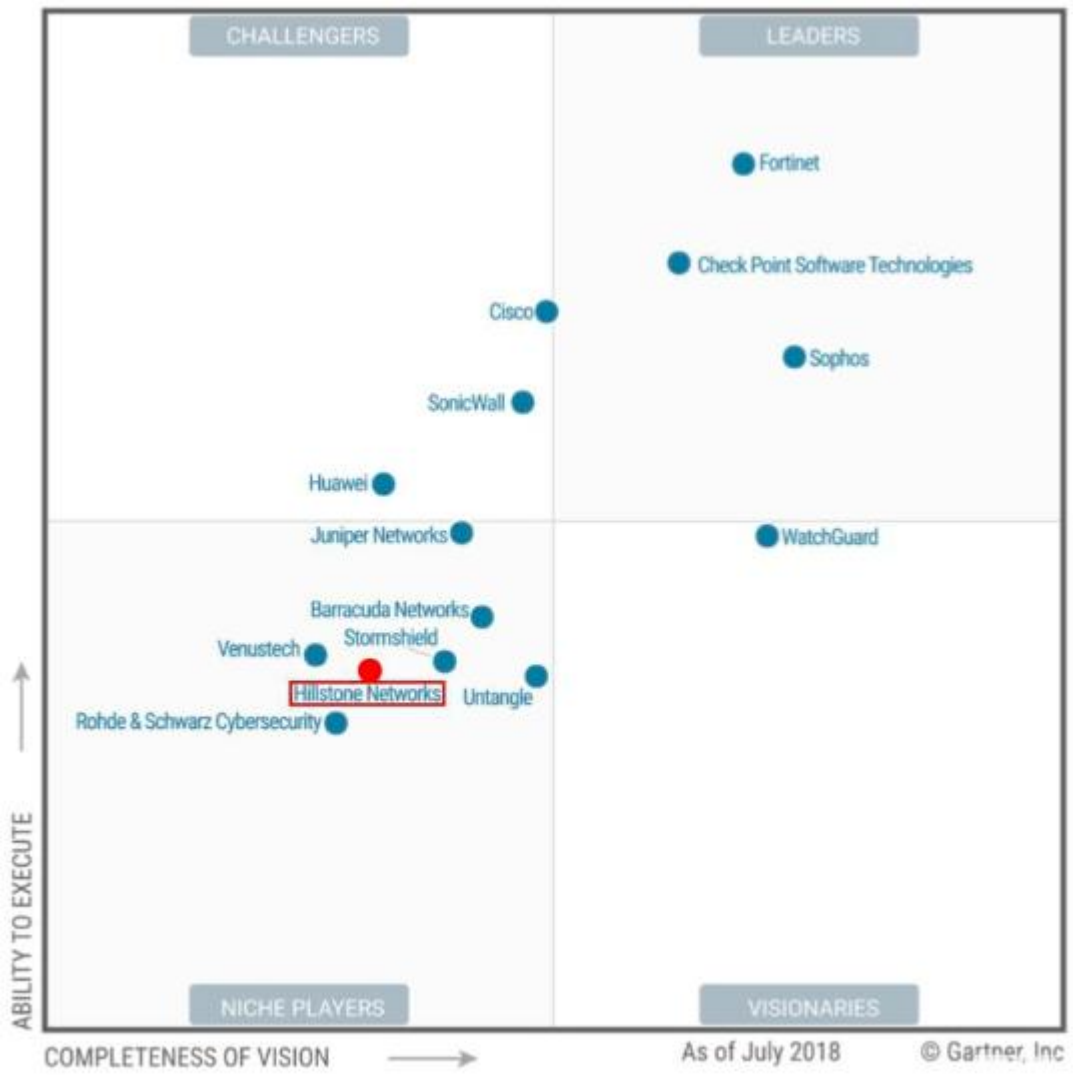 CHALLENGERS
LEADERS
Fortinet
Check Point Software Technologies
Cisco
Sophos
SonicWall
Huawei
Juniper Networks
WatchGuard
Barracuda Networks
Stormshield
Venustech
Hillstone Networks
Untangle
Rohde & Schwarz Cybersecurity
ABILITY TO EXECUTE
NICHE PLAYERS
VISIONARIES
COMPLETENESS OF VISION
As of July 2018
© Gartner, Inc